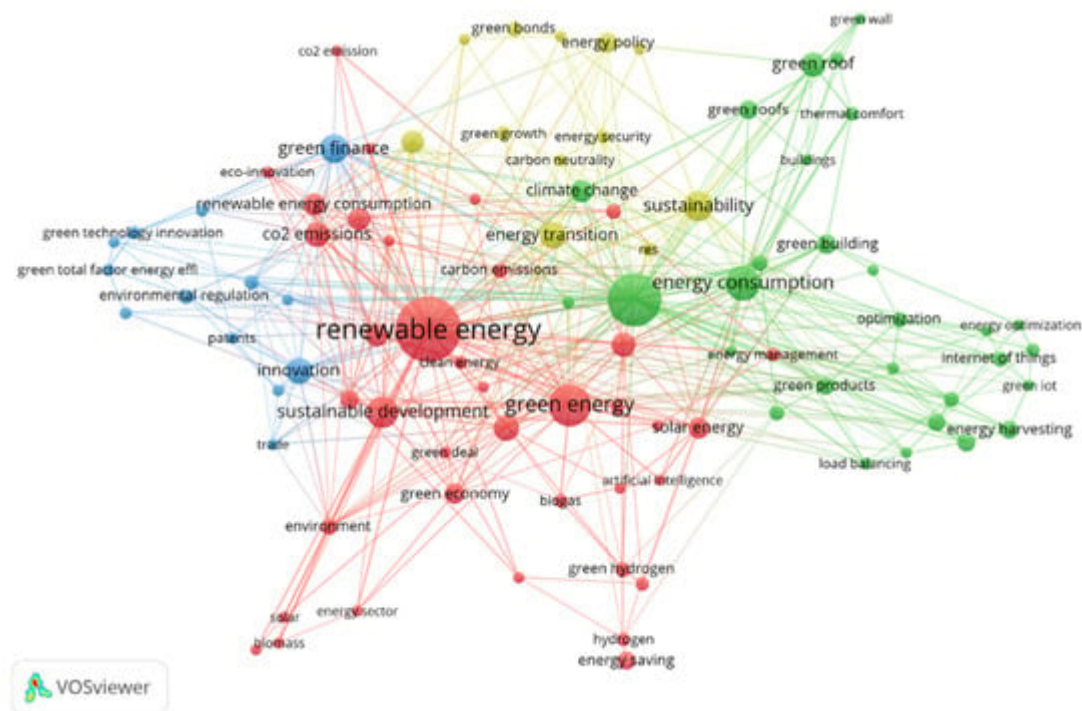 green wall
green bonds
energy policy
co2 emission
green roof
green roofs
thermal comfort
green growth
energy security
green finance
carbon neutrality
buildings
eco-innovation
climate change
renewable energy consumption
sustainability
green technology innovation
co2 emissions
energy transition
green building
res
green total factor energy effi
carbon emissions
energy consumption
environmental regulation
optimization
energy optimization
renewable energy
patents
clean energy
energy management
internet of things
innovation
green products
green iot
sustainable development
green energy
solar energy
energy harvesting
trade
green deal
load balancing
artificial intelligence
green economy
biogas
environment
green hydrogen
solar
energy sector
biomass
hydrogen
energy saving
VOSviewer